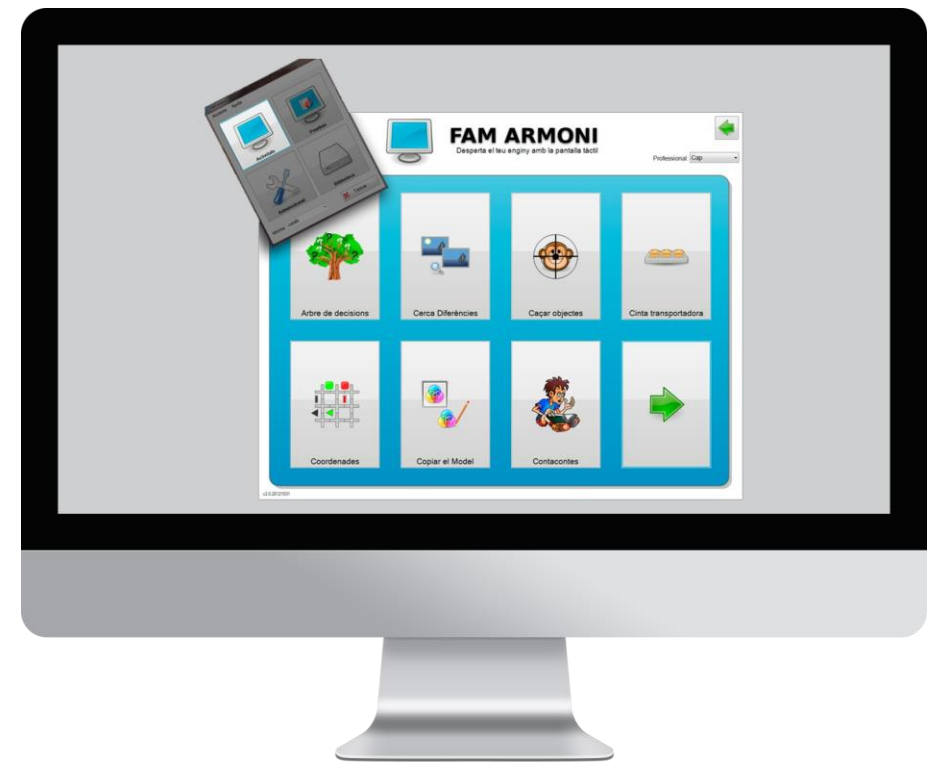 FAM ARMONI
Desperta el teu enginy amb la pantalla tàctil
Professional: Cap
Arbre de decisions
Cerca Diferències
Caçar objectes
Cinta transportadora
Coordenades
Copiar el Model
Contacontes